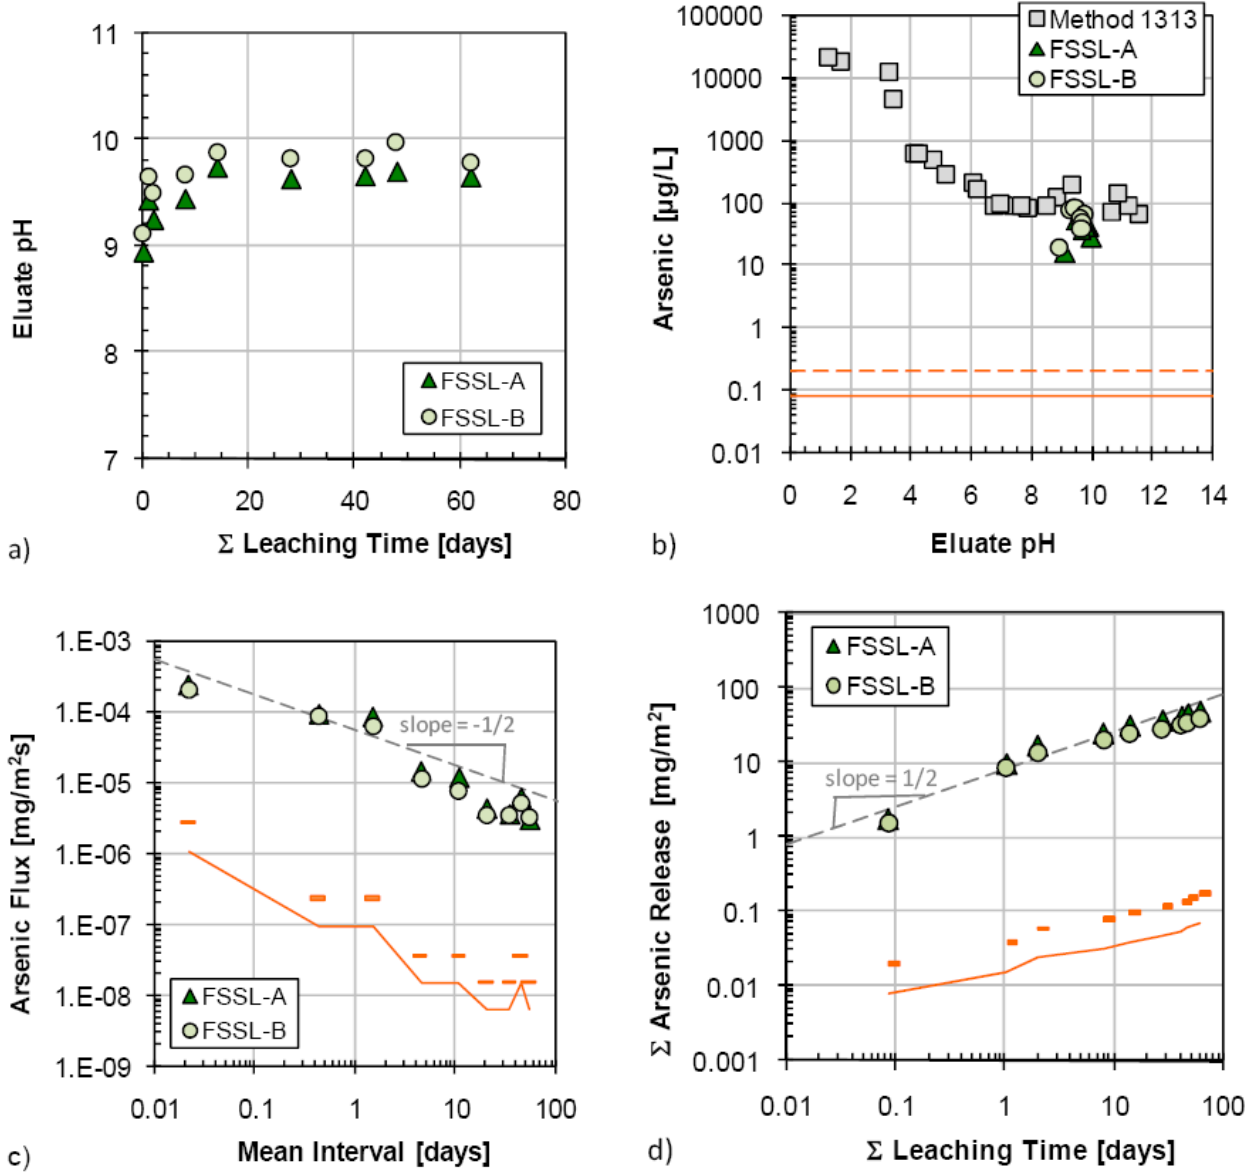 11
10
9
8
7
Eluate pH
FSSL-A
FSSL-B
0
20
40
60
80
Σ Leaching Time [days]
a)
100000
10000
1000
100
10
1
0.1
0.01
Arsenic [µg/L]
Method 1313
FSSL-A
FSSL-B
0
2
4
6
8
10
12
14
Eluate pH
b)
1.E-03
1.E-04
1.E-05
1.E-06
1.E-07
1.E-08
1.E-09
Arsenic Flux [mg/m²s]
slope = -1/2
FSSL-A
FSSL-B
0.01
0.1
1
10
100
Mean Interval [days]
c)
1000
100
10
1
0.1
0.01
0.001
Σ Arsenic Release [mg/m²]
FSSL-A
FSSL-B
slope = 1/2
0.01
0.1
1
10
100
Σ Leaching Time [days]
d)